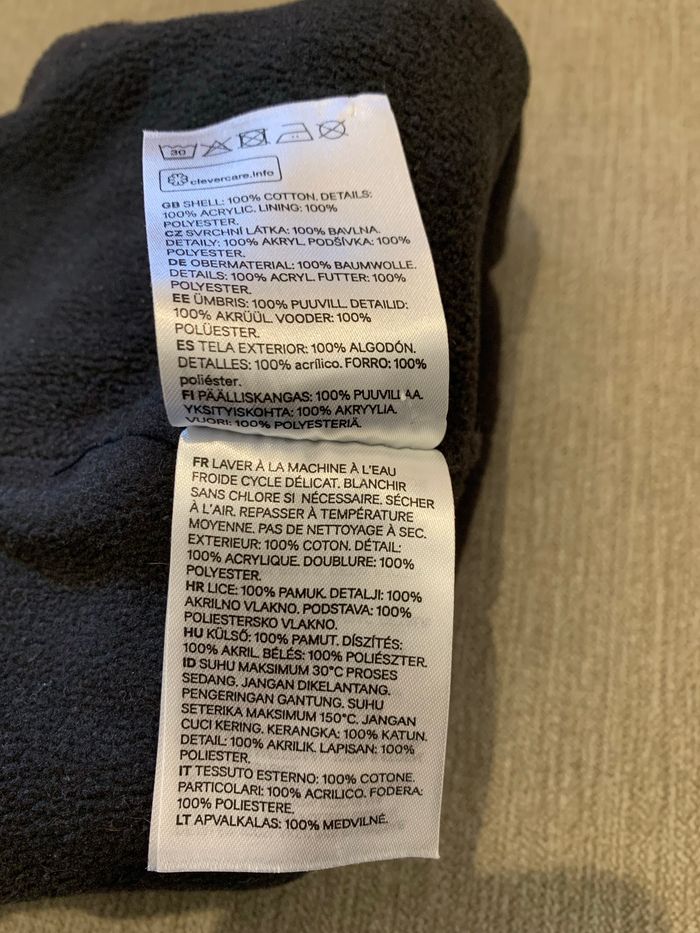 30
clevercare.info
GB SHELL: 100% COTTON. DETAILS:
100% ACRYLIC. LINING: 100%
POLYESTER.
CZ SVRCHNÍ LÁTKA: 100% BAVLNA.
DETAILY: 100% AKRYL. PODŠÍVKA: 100%
POLYESTER.
DE OBERMATERIAL: 100% BAUMWOLLE.
DETAILS: 100% ACRYL. FUTTER: 100%
POLYESTER.
EE ÜMBRIS: 100% PUUVILL. DETAILID:
100% AKRÜÜL. VOODER: 100%
POLÜESTER.
ES TELA EXTERIOR: 100% ALGODÓN.
DETALLES: 100% acrílico. FORRO: 100%
poliéster.
FI PÄÄLLISKANGAS: 100% PUUVILLAA.
YKSITYISKOHTA: 100% AKRYYLIA.
VUORI: 100% POLYESTERIÄ.
FR LAVER À LA MACHINE À L'EAU
FROIDE CYCLE DÉLICAT. BLANCHIR
SANS CHLORE SI NÉCESSAIRE. SÉCHER
À L'AIR. REPASSER À TEMPÉRATURE
MOYENNE. PAS DE NETTOYAGE À SEC.
EXTERIEUR: 100% COTON. DÉTAIL:
100% ACRYLIQUE. DOUBLURE: 100%
POLYESTER.
HR LICE: 100% PAMUK. DETALJI: 100%
AKRILNO VLAKNO. PODSTAVA: 100%
POLIESTERSKO VLAKNO.
HU KÜLSŐ: 100% PAMUT. DÍSZÍTÉS:
100% AKRIL. BÉLÉS: 100% POLIÉSZTER.
ID SUHU MAKSIMUM 30°C PROSES
SEDANG. JANGAN DIKELANTANG.
PENGERINGAN GANTUNG. SUHU
SETERIKA MAKSIMUM 150°C. JANGAN
CUCI KERING. KERANGKA: 100% KATUN.
DETAIL: 100% AKRILIK. LAPISAN: 100%
POLIESTER.
IT TESSUTO ESTERNO: 100% COTONE.
PARTICOLARI: 100% ACRILICO. FODERA:
100% POLIESTERE.
LT APVALKALAS: 100% MEDVILNĖ.